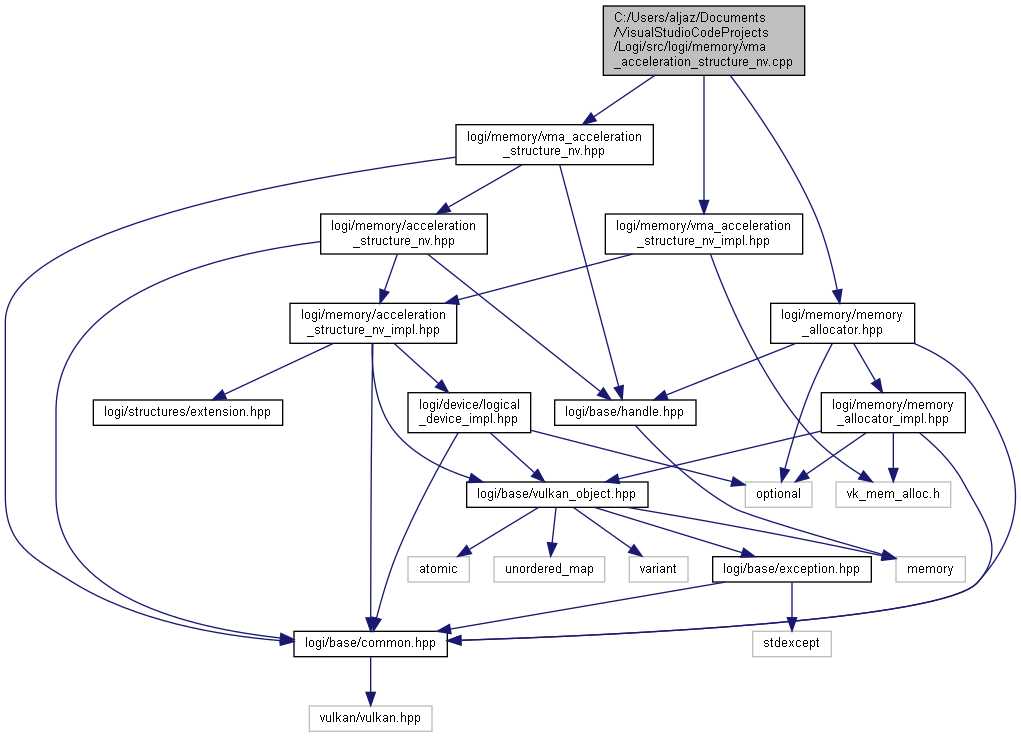 C:/Users/aljaz/Documents
/VisualStudioCodeProjects
/Logi/src/logi/memory/vma
_acceleration_structure_nv.cpp
logi/memory/vma_acceleration
_structure_nv.hpp
logi/memory/acceleration
_structure_nv.hpp
logi/memory/vma_acceleration
_structure_nv_impl.hpp
logi/memory/acceleration
_structure_nv_impl.hpp
logi/memory/memory
_allocator.hpp
logi/structures/extension.hpp
logi/device/logical
_device_impl.hpp
logi/base/handle.hpp
logi/memory/memory
_allocator_impl.hpp
logi/base/vulkan_object.hpp
optional
vk_mem_alloc.h
atomic
unordered_map
variant
logi/base/exception.hpp
memory
logi/base/common.hpp
stdexcept
vulkan/vulkan.hpp